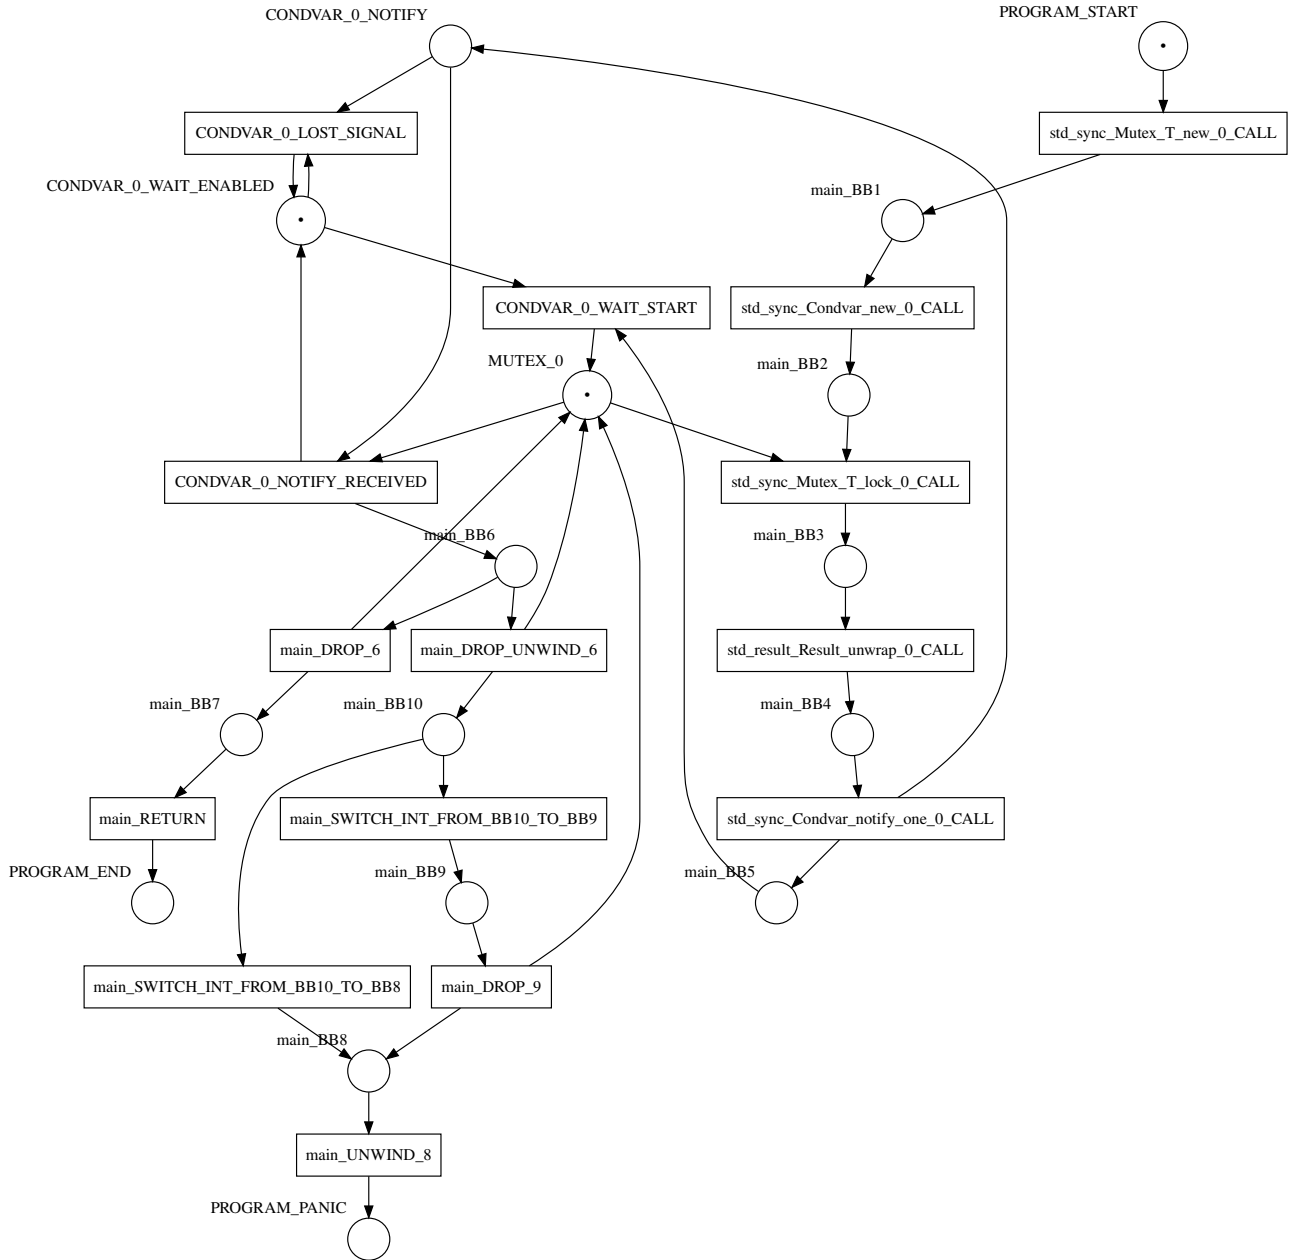 PROGRAM_START
CONDVAR_0_NOTIFY
CONDVAR_0_LOST_SIGNAL
std_sync_Mutex_T_new_0_CALL
CONDVAR_0_WAIT_ENABLED
main_BB1
CONDVAR_0_WAIT_START
std_sync_Condvar_new_0_CALL
MUTEX_0
main_BB2
CONDVAR_0_NOTIFY_RECEIVED
std_sync_Mutex_T_lock_0_CALL
main_BB6
main_BB3
main_DROP_6
main_DROP_UNWIND_6
std_result_Result_unwrap_0_CALL
main_BB7
main_BB10
main_BB4
main_RETURN
main_SWITCH_INT_FROM_BB10_TO_BB9
std_sync_Condvar_notify_one_0_CALL
PROGRAM_END
main_BB9
main_BB5
main_SWITCH_INT_FROM_BB10_TO_BB8
main_DROP_9
main_BB8
main_UNWIND_8
PROGRAM_PANIC